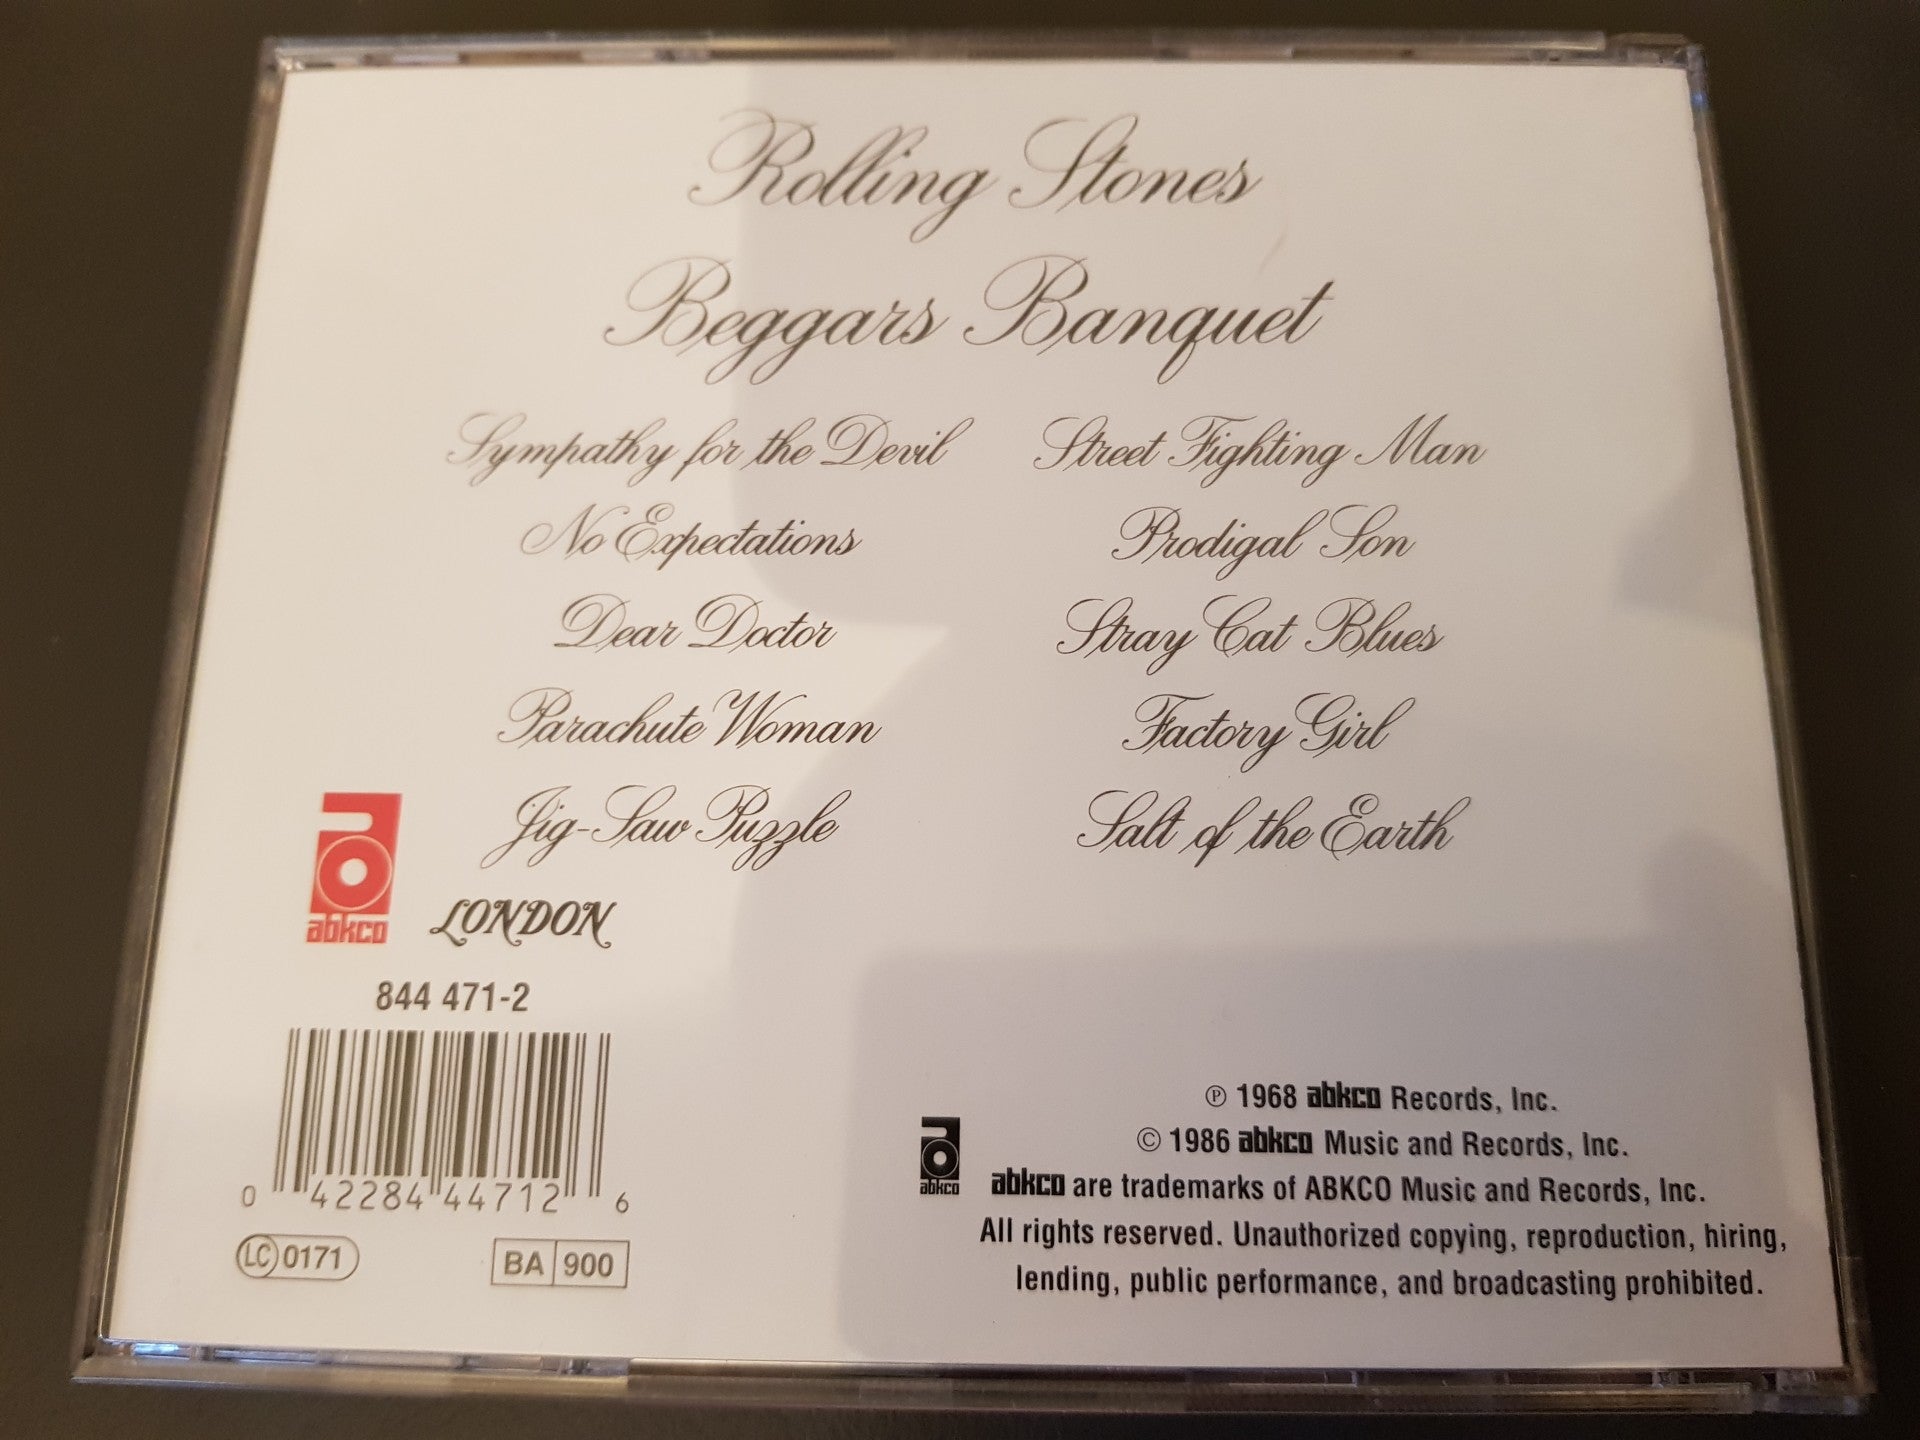 Rolling Stones
Beggars Banquet
Sympathy for the Devil
No Expectations
Dear Doctor
Parachute Woman
Jig-Saw Puzzle
Street Fighting Man
Prodigal Son
Stray Cat Blues
Factory Girl
Salt of the Earth
abkco
LONDON
844 471-2
0 42284 44712 6
LC 0171
BA 900
℗ 1968 abkco Records, Inc.
© 1986 abkco Music and Records, Inc.
abkco abkco are trademarks of ABKCO Music and Records, Inc.
All rights reserved. Unauthorized copying, reproduction, hiring,
lending, public performance, and broadcasting prohibited.